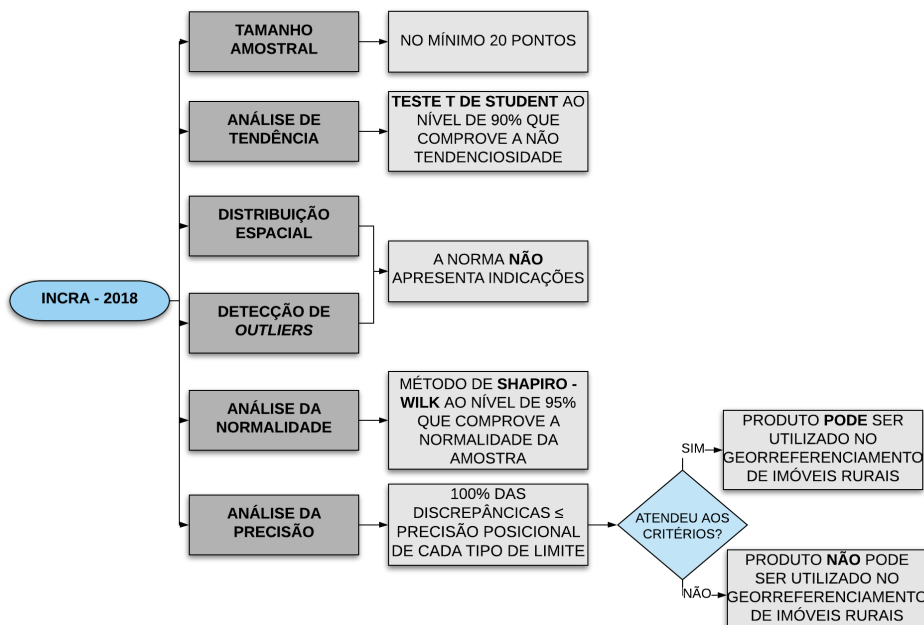 TAMANHO
AMOSTRAL
NO MÍNIMO 20 PONTOS
ANÁLISE DE
TENDÊNCIA
TESTE T DE STUDENT AO
NÍVEL DE 90% QUE
COMPROVE A NÃO
TENDENCIOSIDADE
DISTRIBUIÇÃO
ESPACIAL
A NORMA NÃO
APRESENTA INDICAÇÕES
INCRA - 2018
DETECÇÃO DE
OUTLIERS
ANÁLISE DA
NORMALIDADE
MÉTODO DE SHAPIRO -
WILK AO NÍVEL DE 95%
QUE COMPROVE A
NORMALIDADE DA
AMOSTRA
ANÁLISE DA
PRECISÃO
100% DAS
DISCREPÂNCICAS ≤
PRECISÃO POSICIONAL
DE CADA TIPO DE LIMITE
ATENDEU AOS
CRITÉRIOS?
SIM
PRODUTO PODE SER
UTILIZADO NO
GEORREFERENCIAMENTO
DE IMÓVEIS RURAIS
NÃO
PRODUTO NÃO PODE
SER UTILIZADO NO
GEORREFERENCIAMENTO
DE IMÓVEIS RURAIS